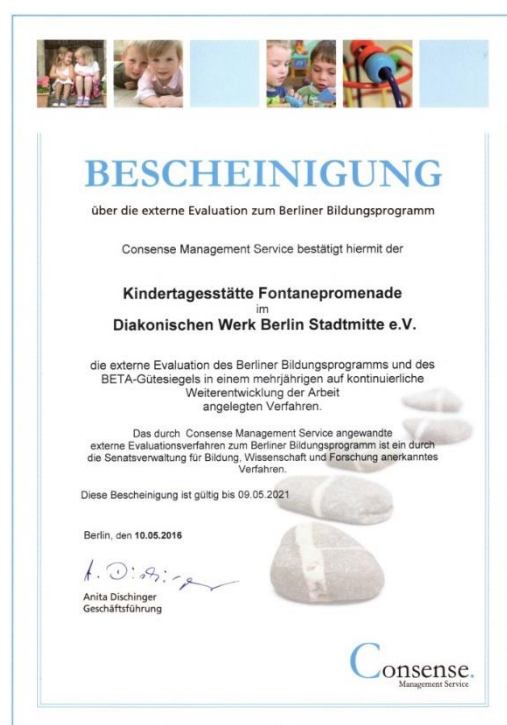 BESCHEINIGUNG
über die externe Evaluation zum Berliner Bildungsprogramm
Consense Management Service bestätigt hiermit der
Kindertagesstätte Fontanepromenade
im
Diakonischen Werk Berlin Stadtmitte e.V.
die externe Evaluation des Berliner Bildungsprogramms und des
BETA-Gütesiegels in einem mehrjährigen auf kontinuierliche
Weiterentwicklung der Arbeit
angelegten Verfahren.
Das durch Consense Management Service angewandte
externe Evaluationsverfahren zum Berliner Bildungsprogramm ist ein durch
die Senatsverwaltung für Bildung, Wissenschaft und Forschung anerkanntes
Verfahren.
Diese Bescheinigung ist gültig bis 09.05.2021
Berlin, den 10.05.2016
A. Dischinger
Anita Dischinger
Geschäftsführung
Consense.
Management Service